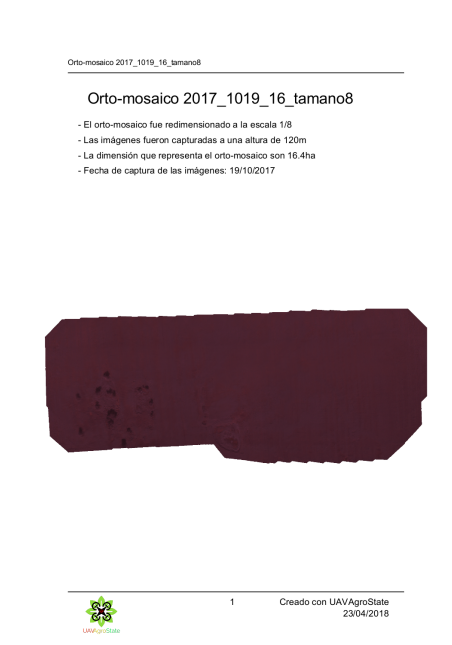 Orto-mosaico 2017_1019_16_tamano8
Orto-mosaico 2017_1019_16_tamano8
- El orto-mosaico fue redimensionado a la escala 1/8
- Las imágenes fueron capturadas a una altura de 120m
- La dimensión que representa el orto-mosaico son 16.4ha
- Fecha de captura de las imágenes: 19/10/2017
1
Creado con UAVAgroState
23/04/2018
UAVAgroState